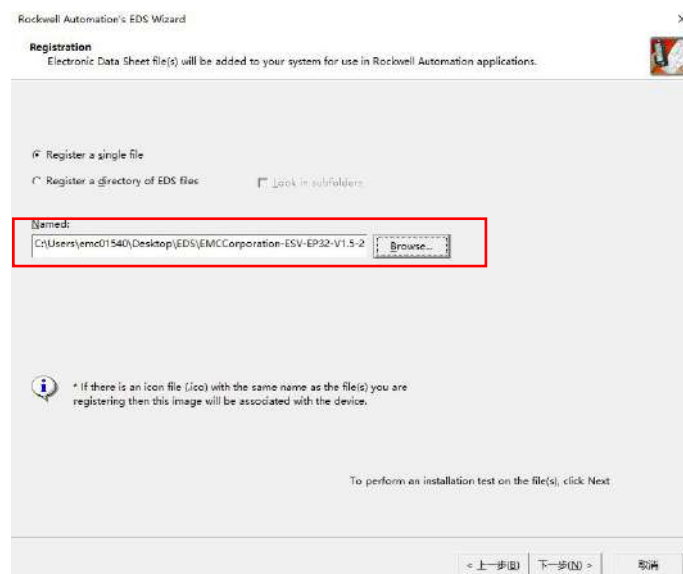 Rockwell Automation's EDS Wizard
Registration
Electronic Data Sheet file(s) will be added to your system for use in Rockwell Automation applications.
Register a single file
Register a directory of EDS files
Look in subfolders
Named:
C:\Users\emc01540\Desktop\EDS\EMCCorporation-ESV-EP32-V1.5-2
Browse...
* If there is an icon file (.ico) with the same name as the file(s) you are
registering then this image will be associated with the device.
To perform an installation test on the file(s), click Next
< 上一步(B)
下一步(N) >
取消